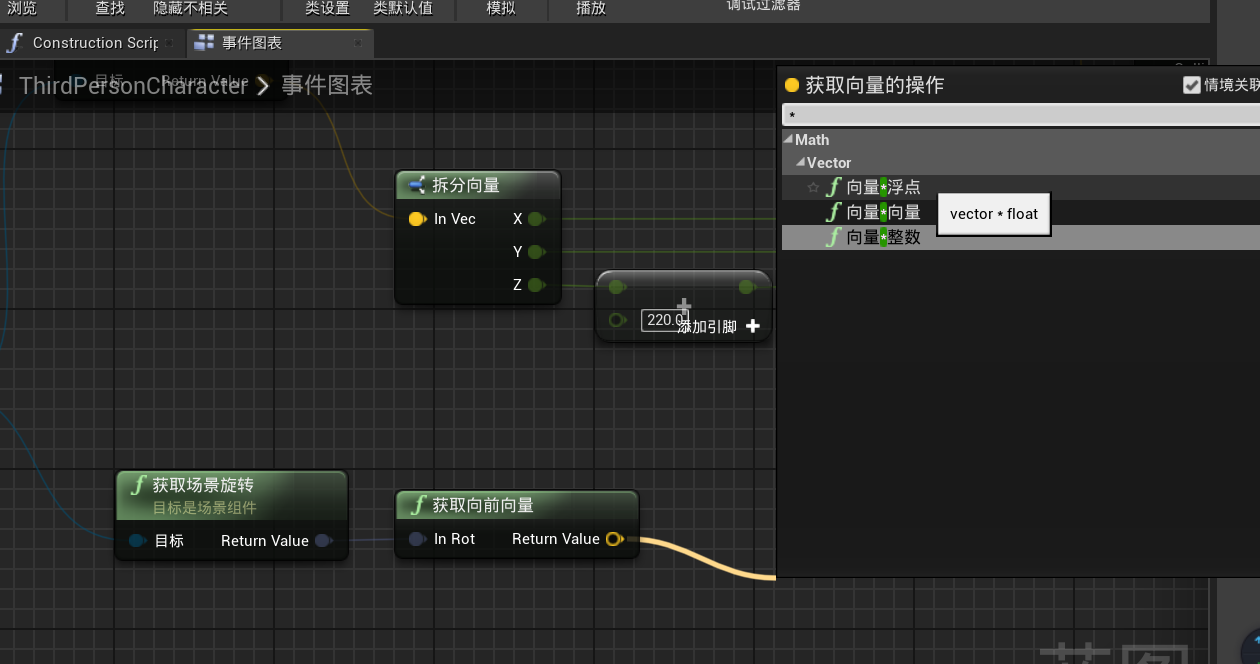 浏览 查找 隐藏不相关 类设置 类默认值 模拟 播放 调试过滤器
Construction Scrip 事件图表
目标 Return Value
ThirdPersonCharacter > 事件图表
获取向量的操作 情境关联
*
Math
Vector
向量*浮点
向量*向量
向量*整数
vector * float
拆分向量
In Vec X
Y
Z
220.0
添加引脚
获取场景旋转
目标是场景组件
目标 Return Value
获取向前向量
In Rot Return Value
蓝图